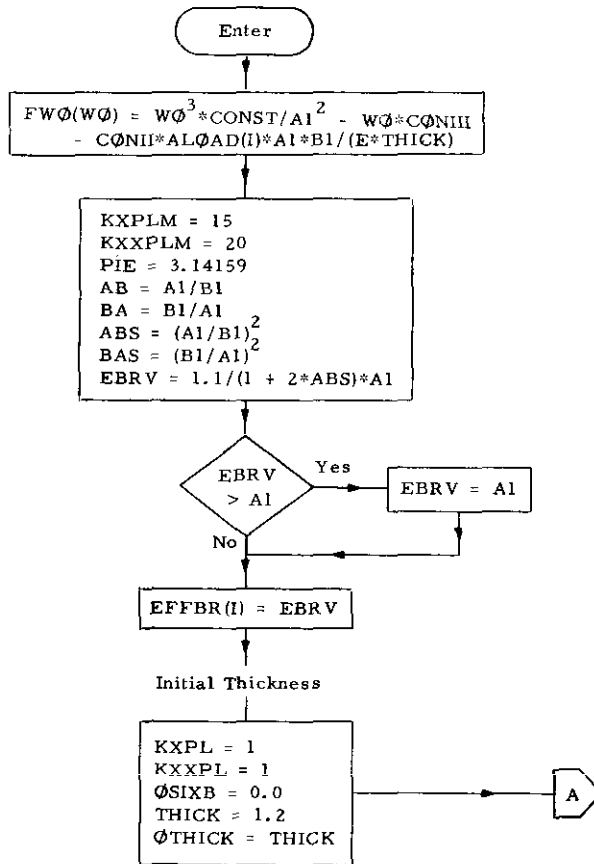 Enter
FWØ(WØ) = WØ³*CONST/A1² - WØ*CØNIII
- CØNII*ALØAD(I)*A1*B1/(E*THICK)
KXPLM = 15
KXXPLM = 20
PIE = 3.14159
AB = A1/B1
BA = B1/A1
ABS = (A1/B1)²
BAS = (B1/A1)²
EBRV = 1.1/(1 + 2*ABS)*A1
EBRV
> A1
Yes
EBRV = A1
No
EFFBR(I) = EBRV
Initial Thickness
KXPL = 1
KXXPL = 1
ØSIXB = 0.0
THICK = 1.2
ØTHICK = THICK
A